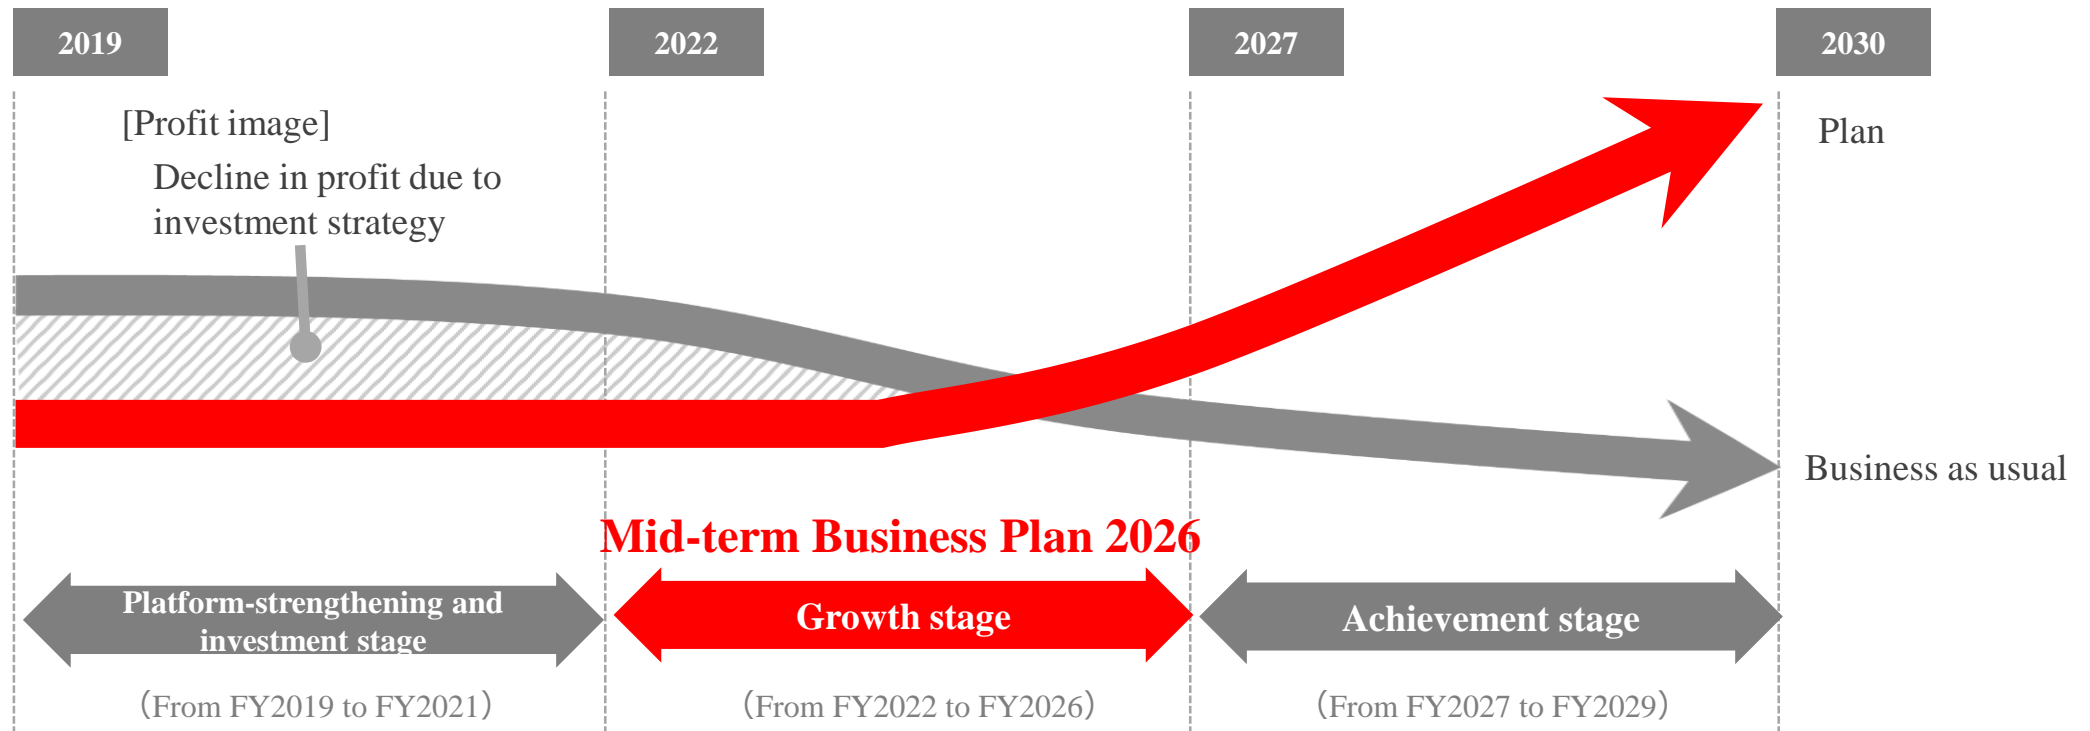 2019
2022
2027
2030
[Profit image]
Decline in profit due to
investment strategy
Plan
Business as usual
Mid-term Business Plan 2026
Platform-strengthening and
investment stage
Growth stage
Achievement stage
（From FY2019 to FY2021）
（From FY2022 to FY2026）
（From FY2027 to FY2029）